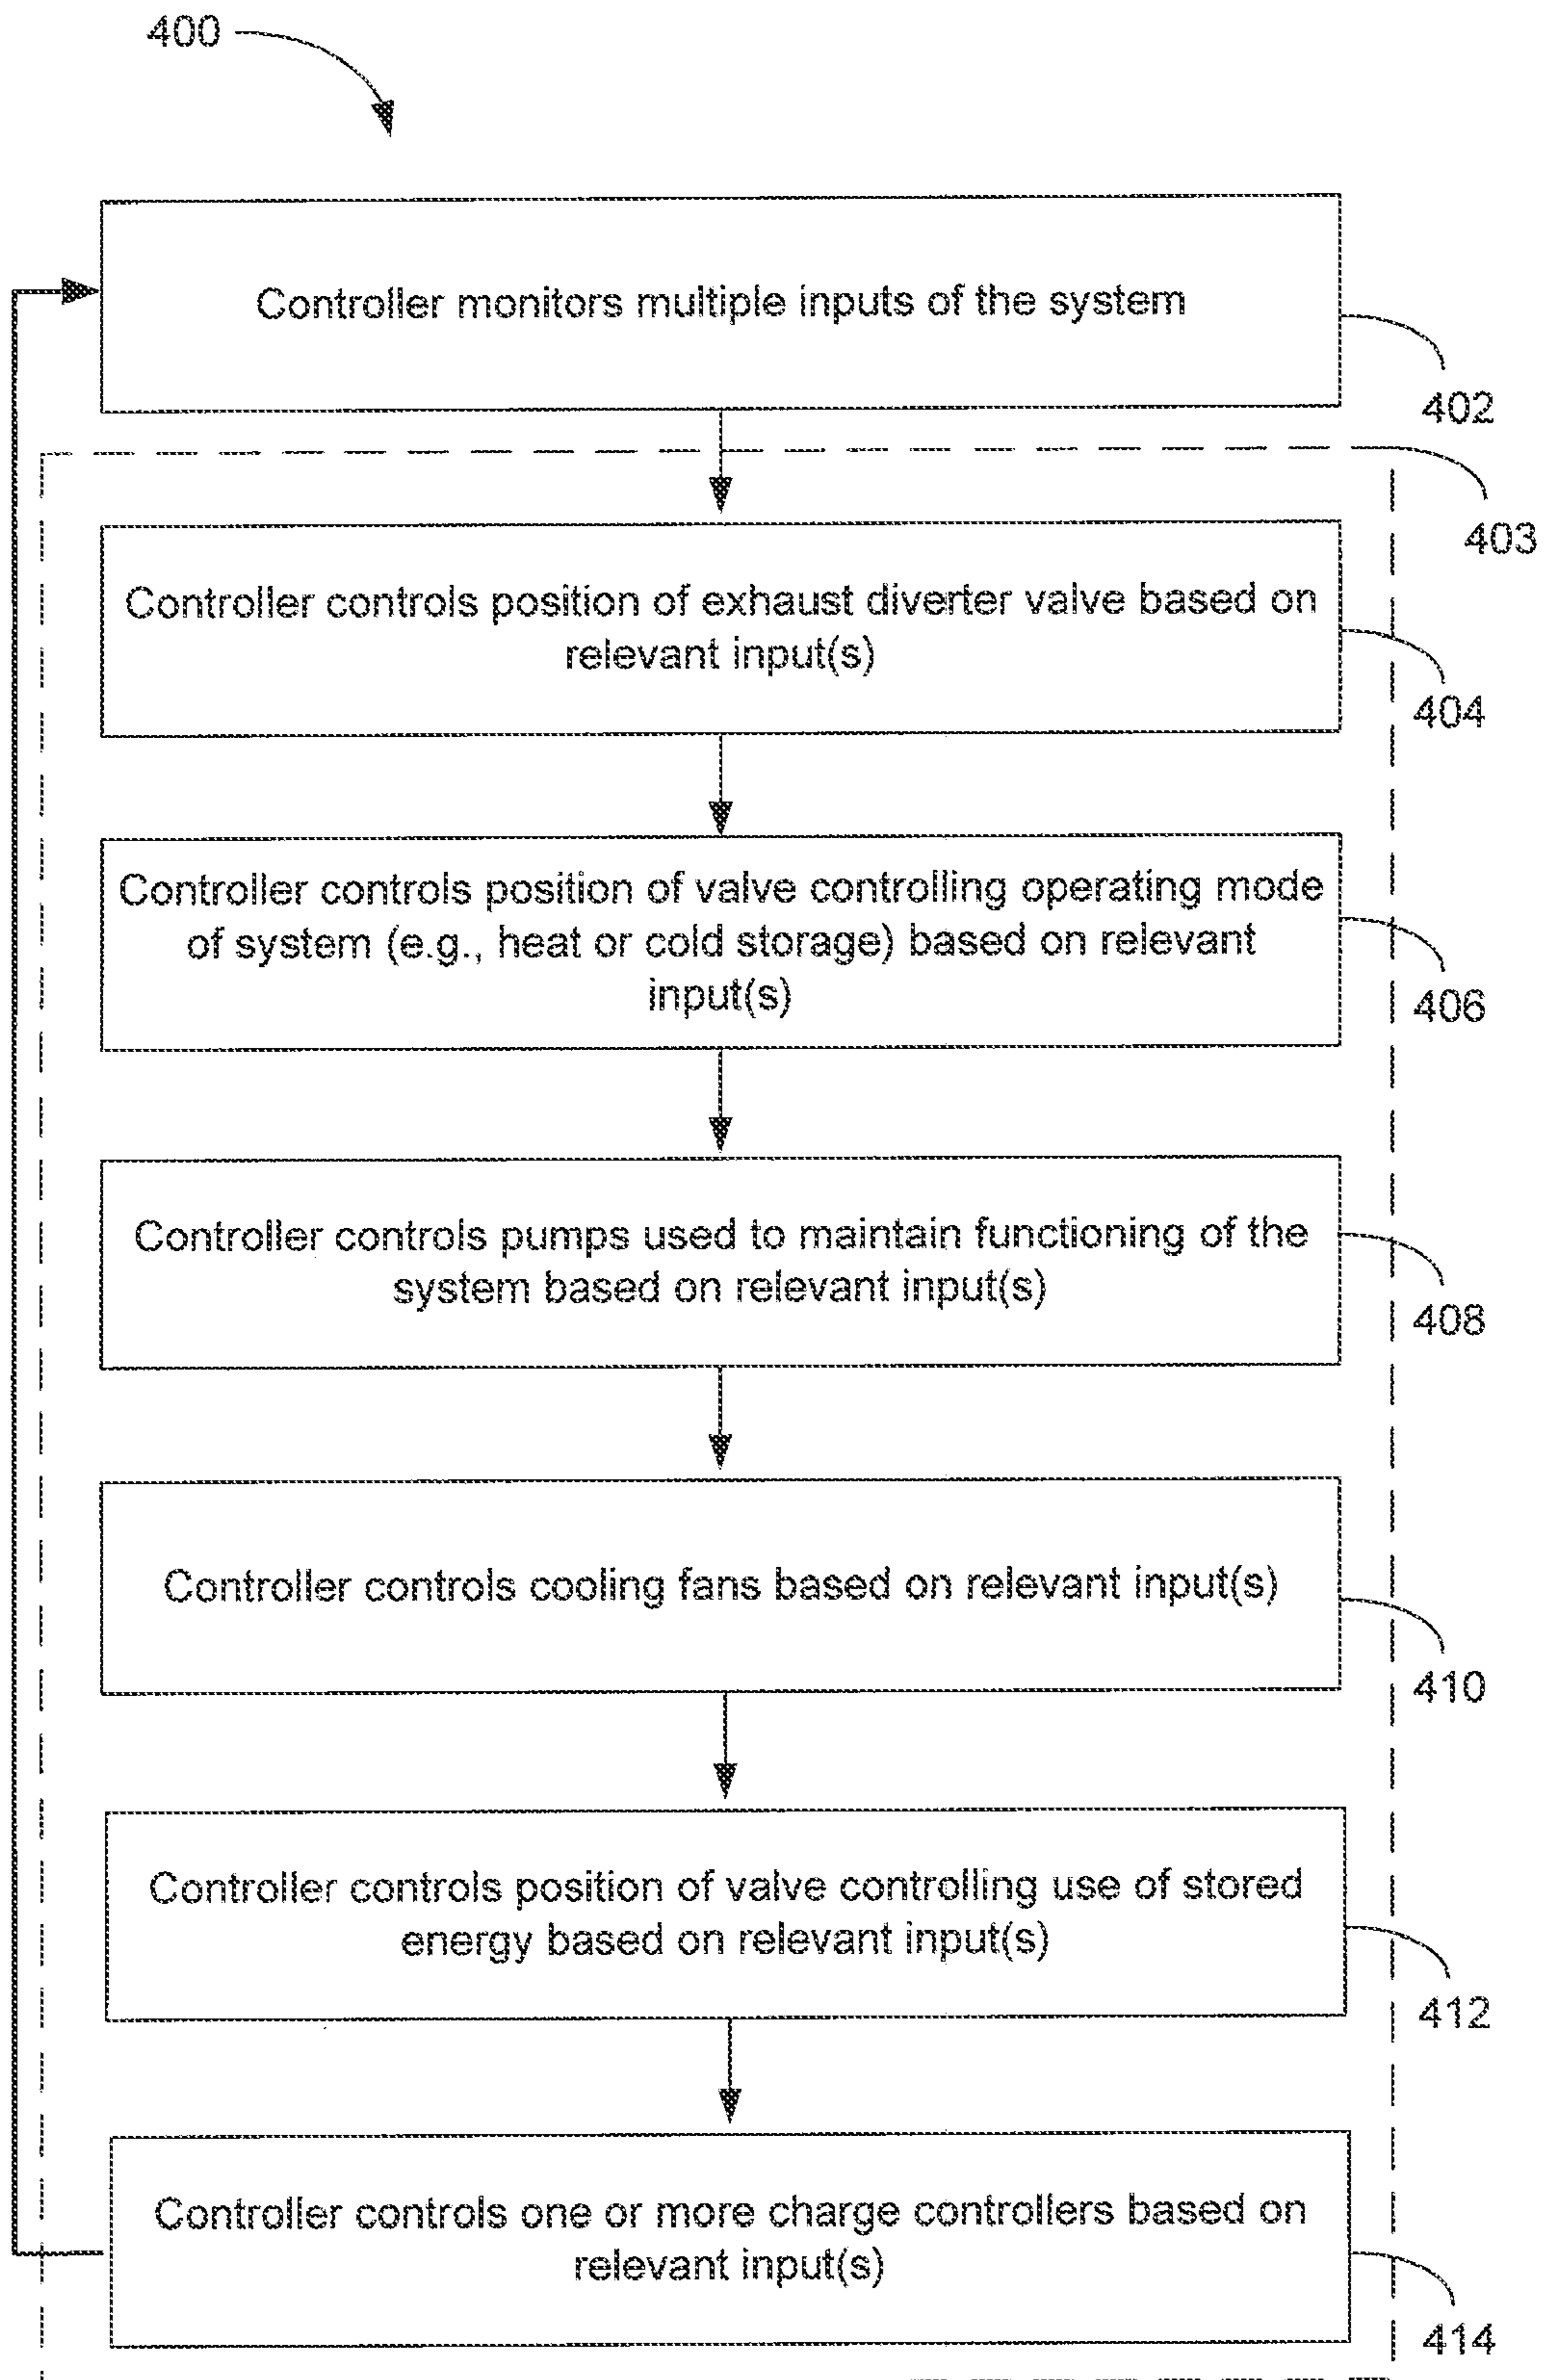 400
Controller monitors multiple inputs of the system
402
403
Controller controls position of exhaust diverter valve based on
relevant input(s)
404
Controller controls position of valve controlling operating mode
of system (e.g., heat or cold storage) based on relevant
input(s)
406
Controller controls pumps used to maintain functioning of the
system based on relevant input(s)
408
Controller controls cooling fans based on relevant input(s)
410
Controller controls position of valve controlling use of stored
energy based on relevant input(s)
412
Controller controls one or more charge controllers based on
relevant input(s)
414